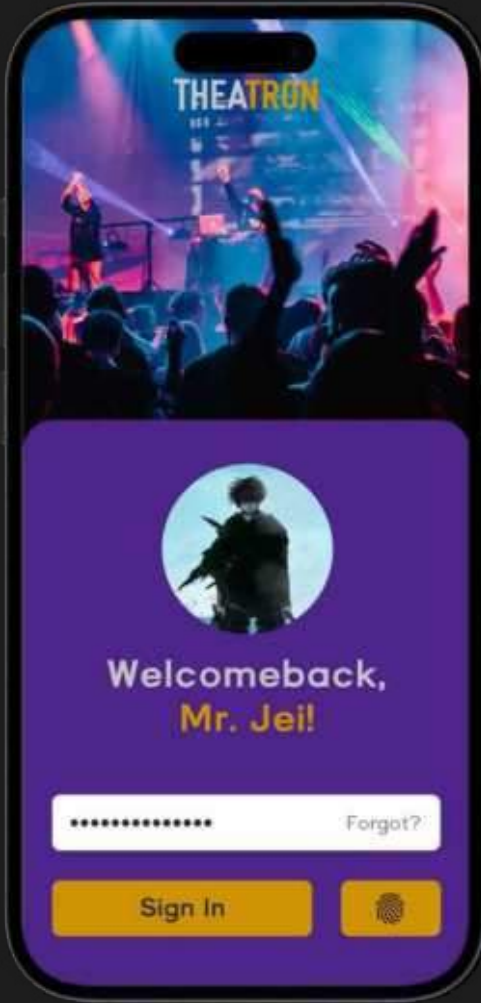 THEATRON
Welcomeback,
Mr. Jei!
•••••••••••••• Forgot?
Sign In